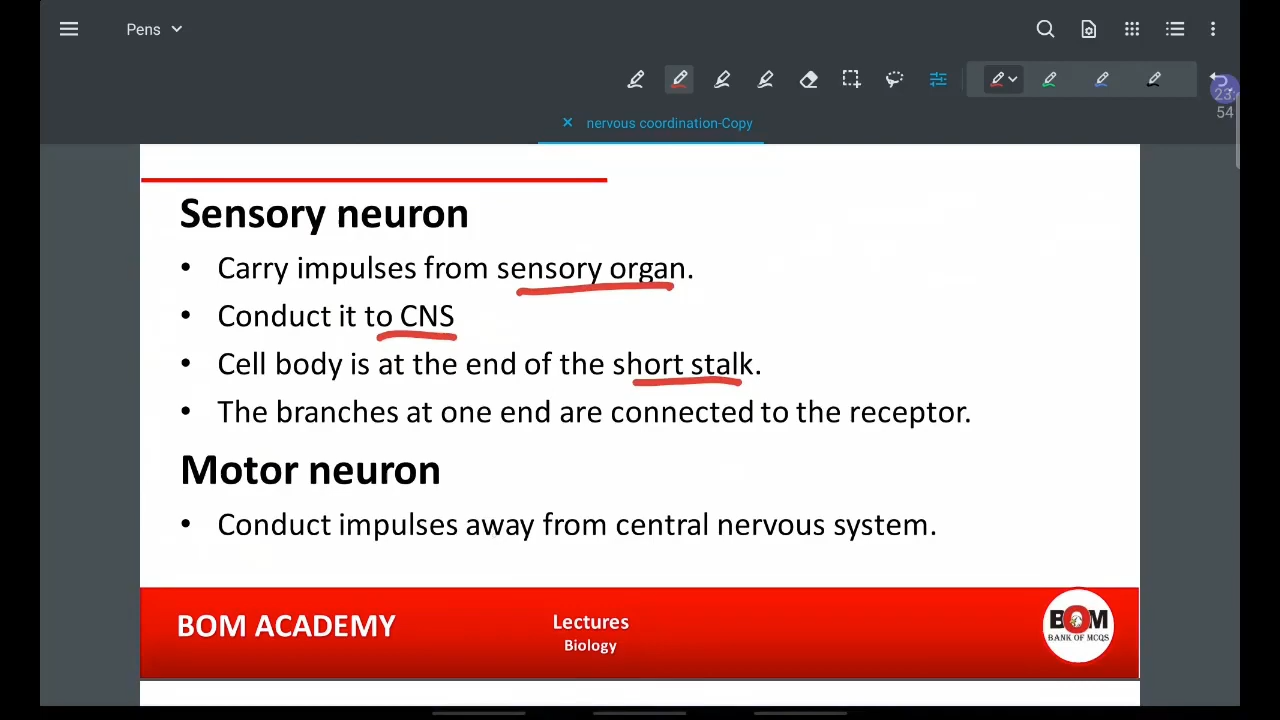 Pens
23:
54
nervous coordination-Copy
Sensory neuron
• Carry impulses from sensory organ.
• Conduct it to CNS
• Cell body is at the end of the short stalk.
• The branches at one end are connected to the receptor.
Motor neuron
• Conduct impulses away from central nervous system.
BOM ACADEMY
Lectures
Biology
BOM
BANK OF MCQS